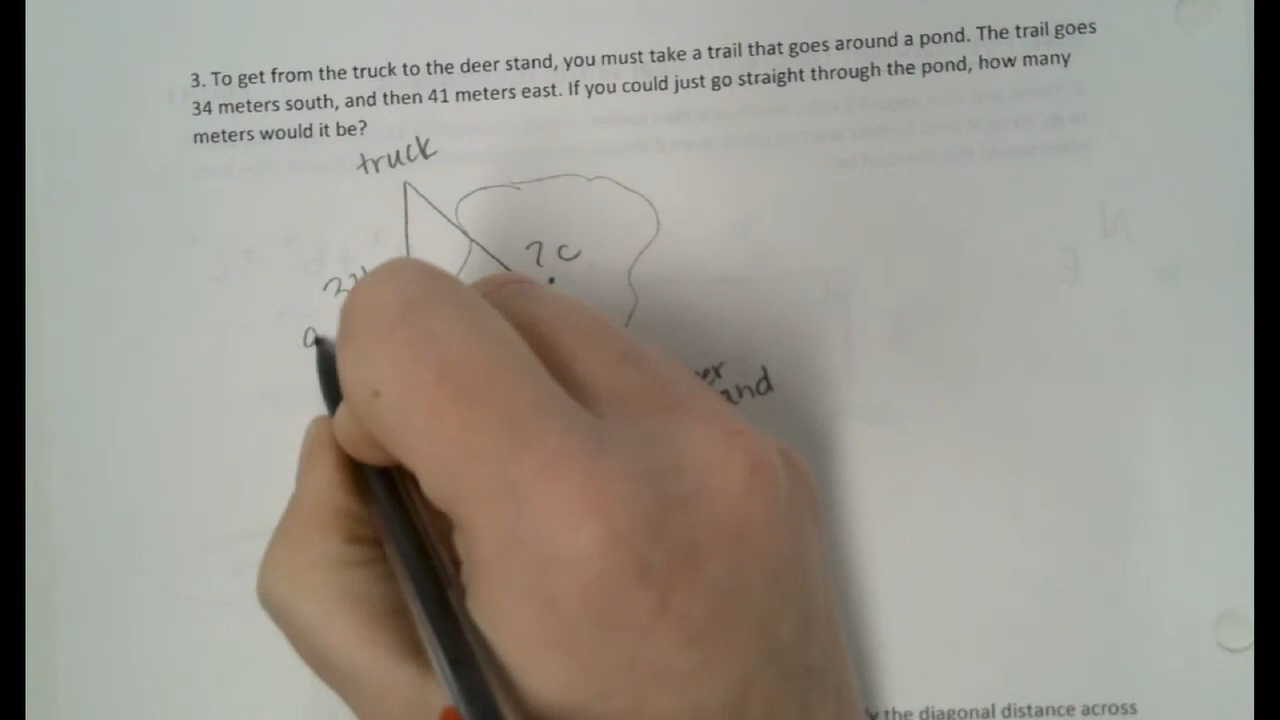 3. To get from the truck to the deer stand, you must take a trail that goes around a pond. The trail goes
34 meters south, and then 41 meters east. If you could just go straight through the pond, how many
meters would it be?
truck
? c
a
the diagonal distance across